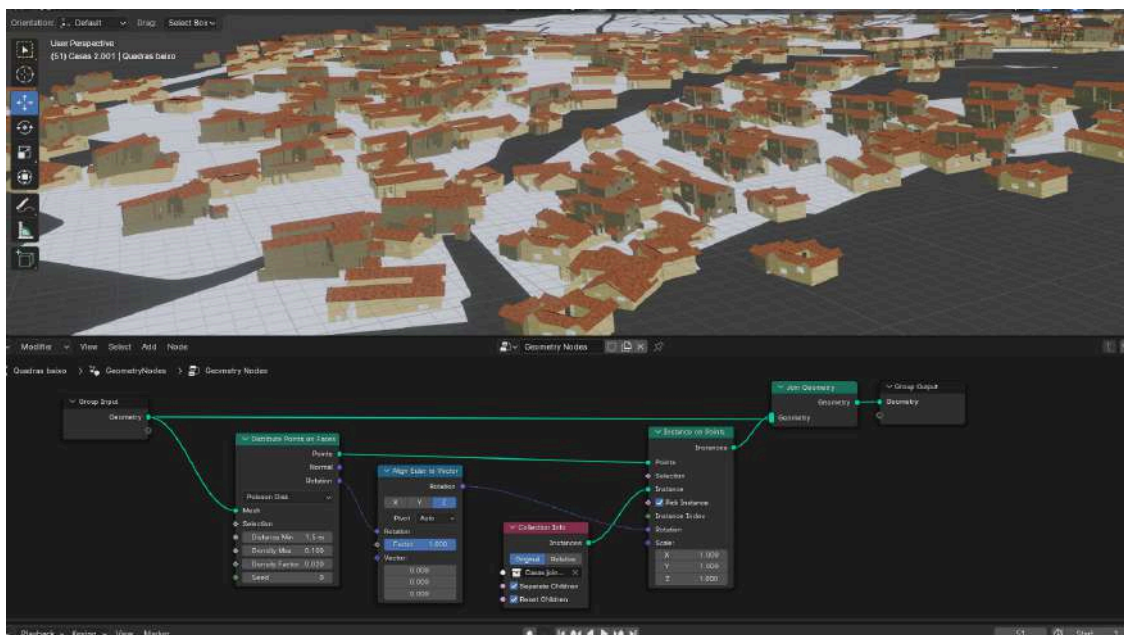 Orientation: Default Drag: Select Box
User Perspective
(51) Casas 2.001 | Quadras baixo
Modifier View Select Add Node Geometry Nodes
Quadras baixo > GeometryNodes > Geometry Nodes
Group Input
Geometry
Distribute Points on Faces
Points
Normal
Rotation
Poisson Disk
Mesh
Selection
Distance Min 1.5 m
Density Max 0.100
Density Factor
Seed 0
Align Euler to Vector
Rotation
X Y Z
Pivot Auto
Rotation
Factor 1.000
Vector:
0.000
0.000
0.000
Collection Info
Instances
Original Relative
Casas join...
Separate Children
Reset Children
Instance on Points
Instances
Points
Selection
Instance
Pick Instance
Instance Index
Rotation
Scale:
X 1.000
Y 1.000
Z 1.000
Join Geometry
Geometry
Geometry
Group Output
Geometry
Playback Keying View Marker 51 Start